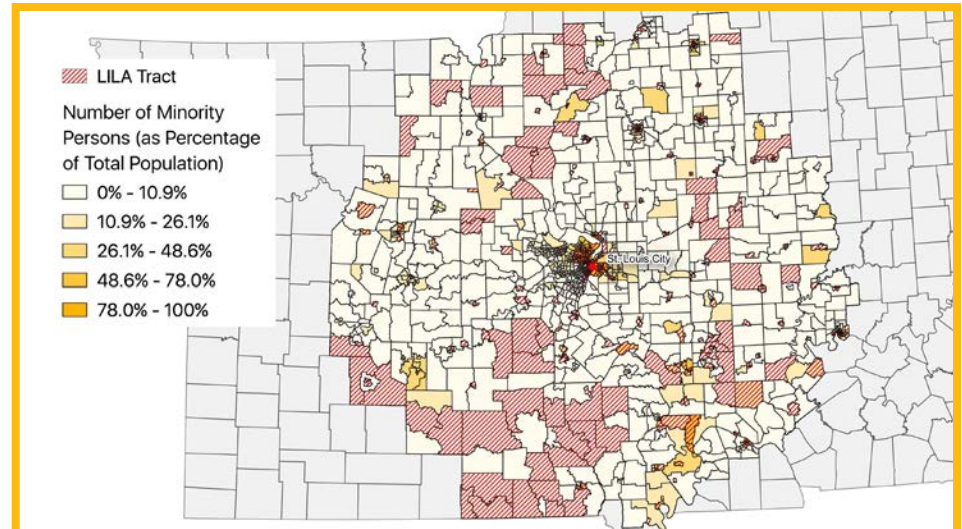 LILA Tract
Number of Minority
Persons (as Percentage
of Total Population)
0% - 10.9%
10.9% - 26.1%
26.1% - 48.6%
48.6% - 78.0%
78.0% - 100%
St. Louis City